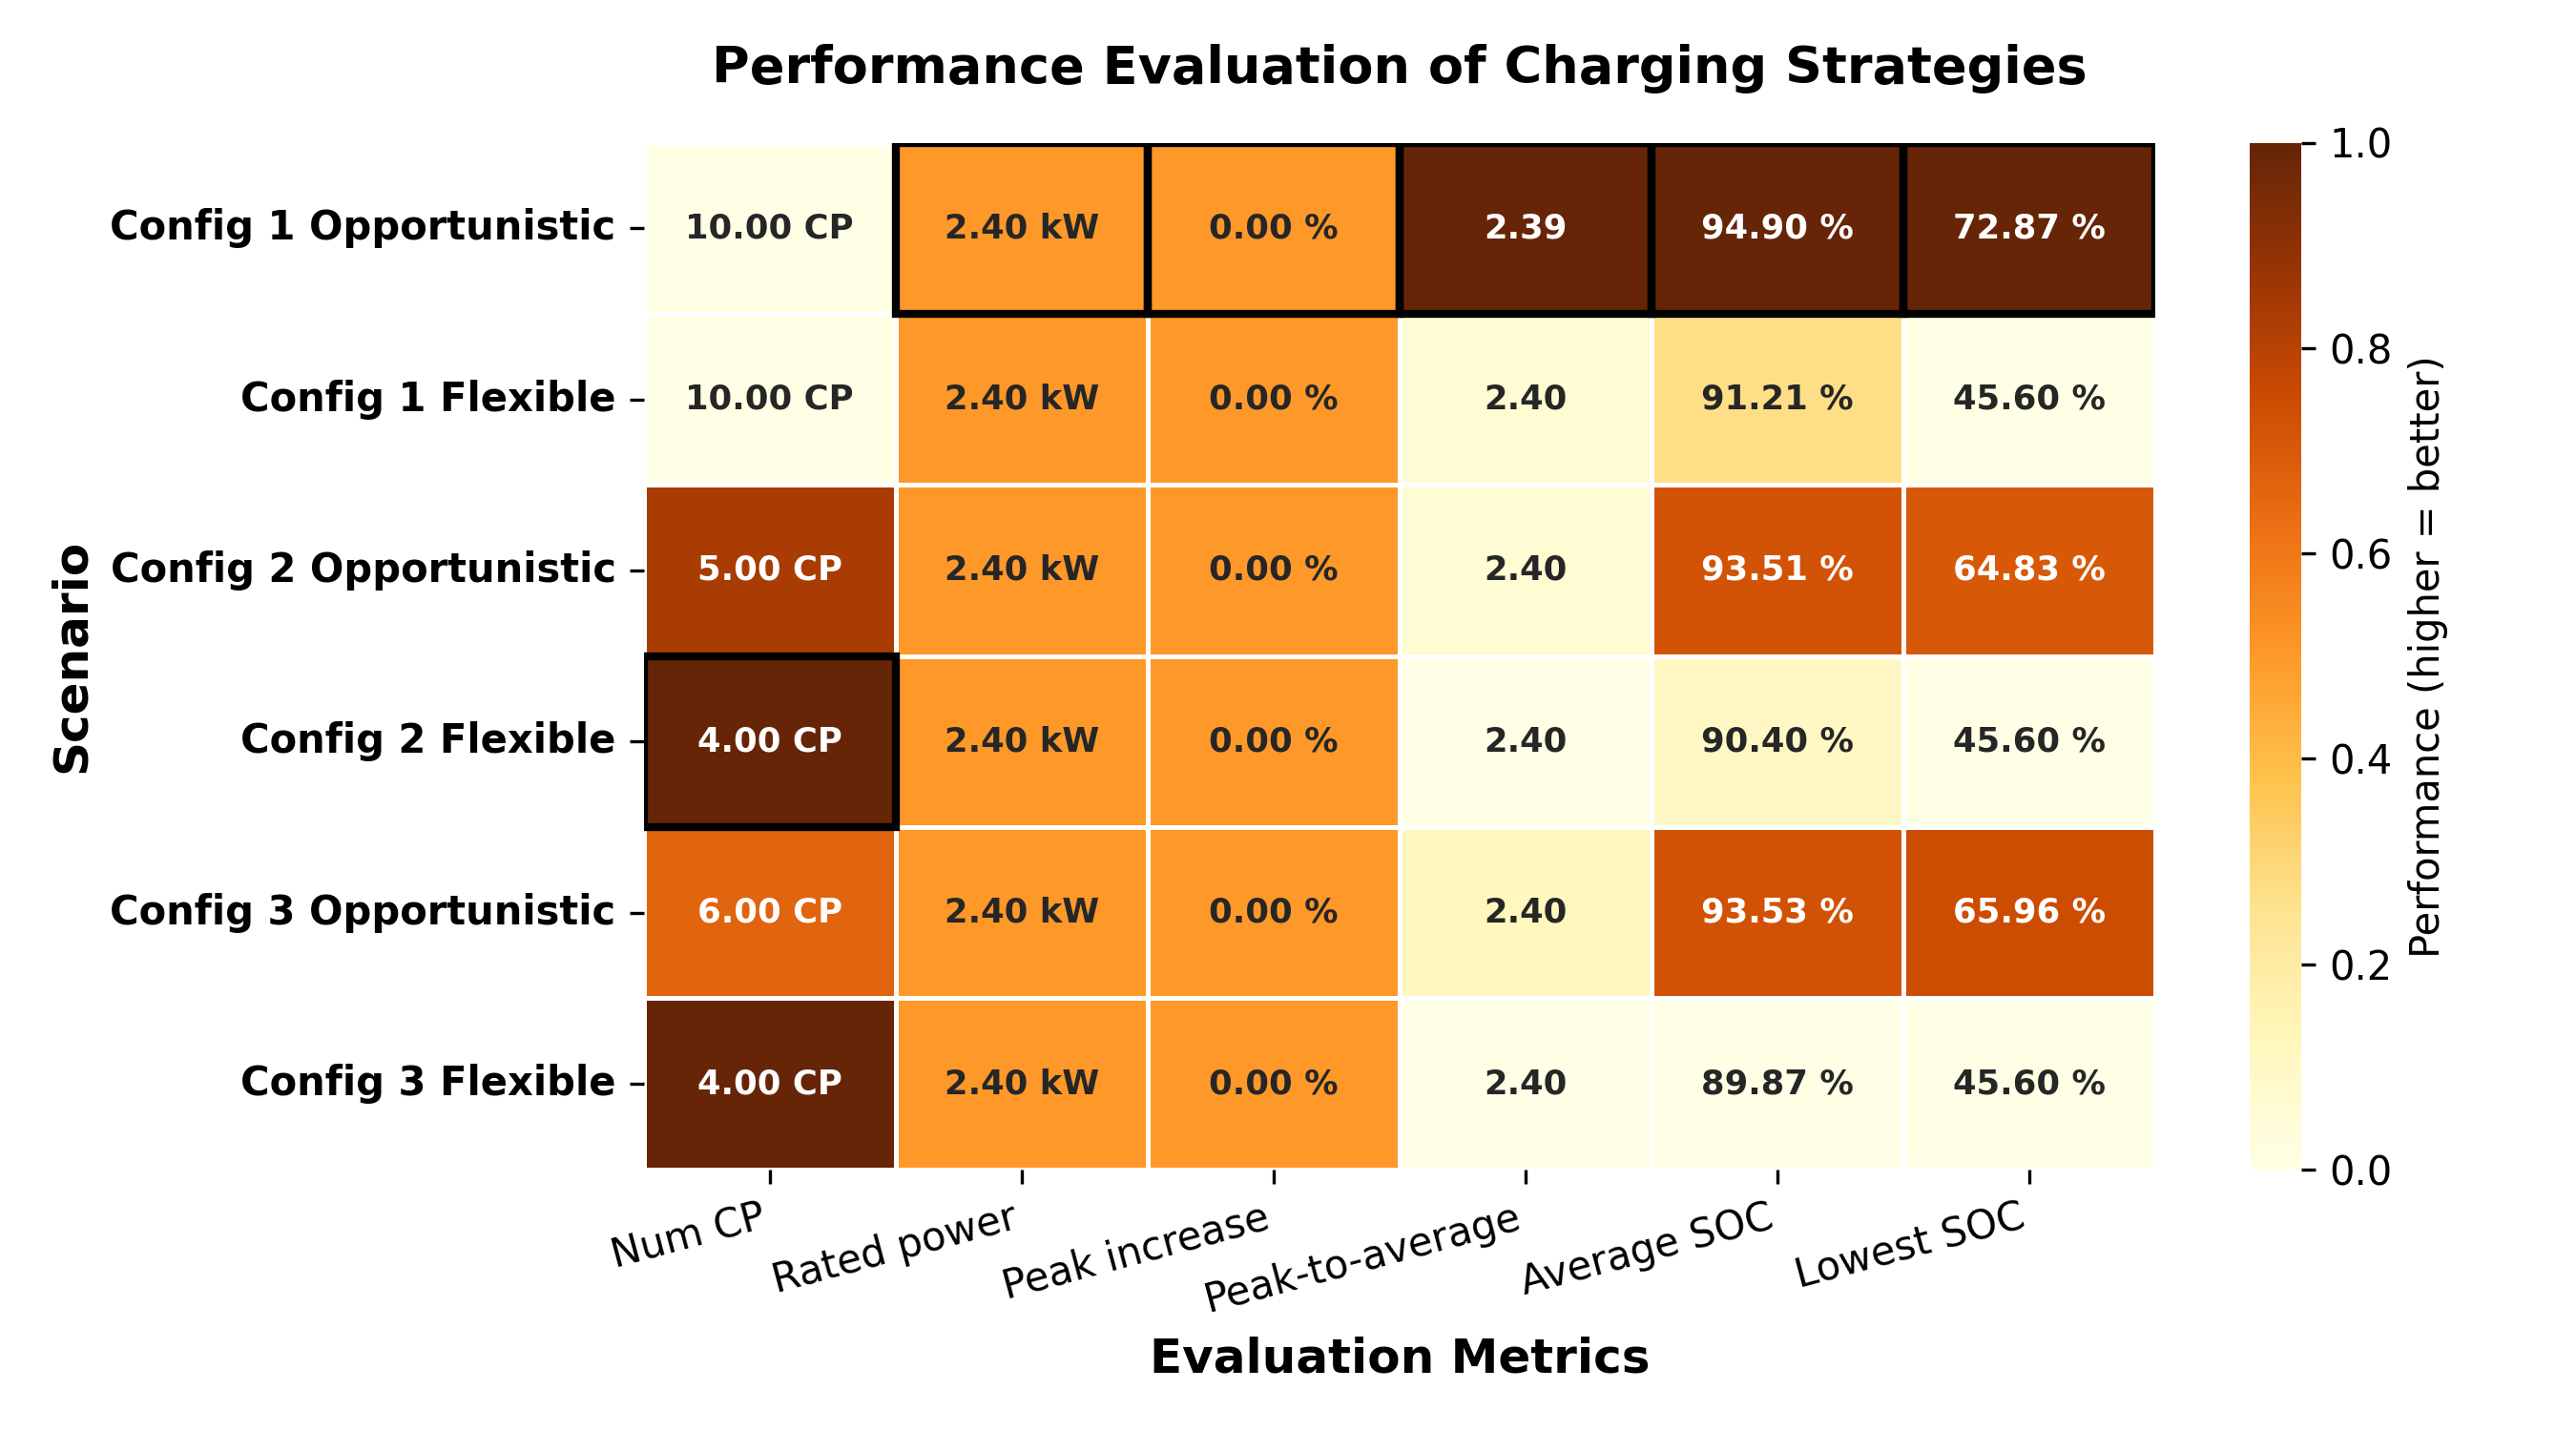 Performance Evaluation of Charging Strategies
Scenario
Config 1 Opportunistic 10.00 CP 2.40 kW 0.00 % 2.39 94.90 % 72.87 %
Config 1 Flexible 10.00 CP 2.40 kW 0.00 % 2.40 91.21 % 45.60 %
Config 2 Opportunistic 5.00 CP 2.40 kW 0.00 % 2.40 93.51 % 64.83 %
Config 2 Flexible 4.00 CP 2.40 kW 0.00 % 2.40 90.40 % 45.60 %
Config 3 Opportunistic 6.00 CP 2.40 kW 0.00 % 2.40 93.53 % 65.96 %
Config 3 Flexible 4.00 CP 2.40 kW 0.00 % 2.40 89.87 % 45.60 %
Num CP Rated power Peak increase Peak-to-average Average SOC Lowest SOC
Evaluation Metrics
1.0
0.8
0.6
0.4
0.2
0.0
Performance (higher = better)